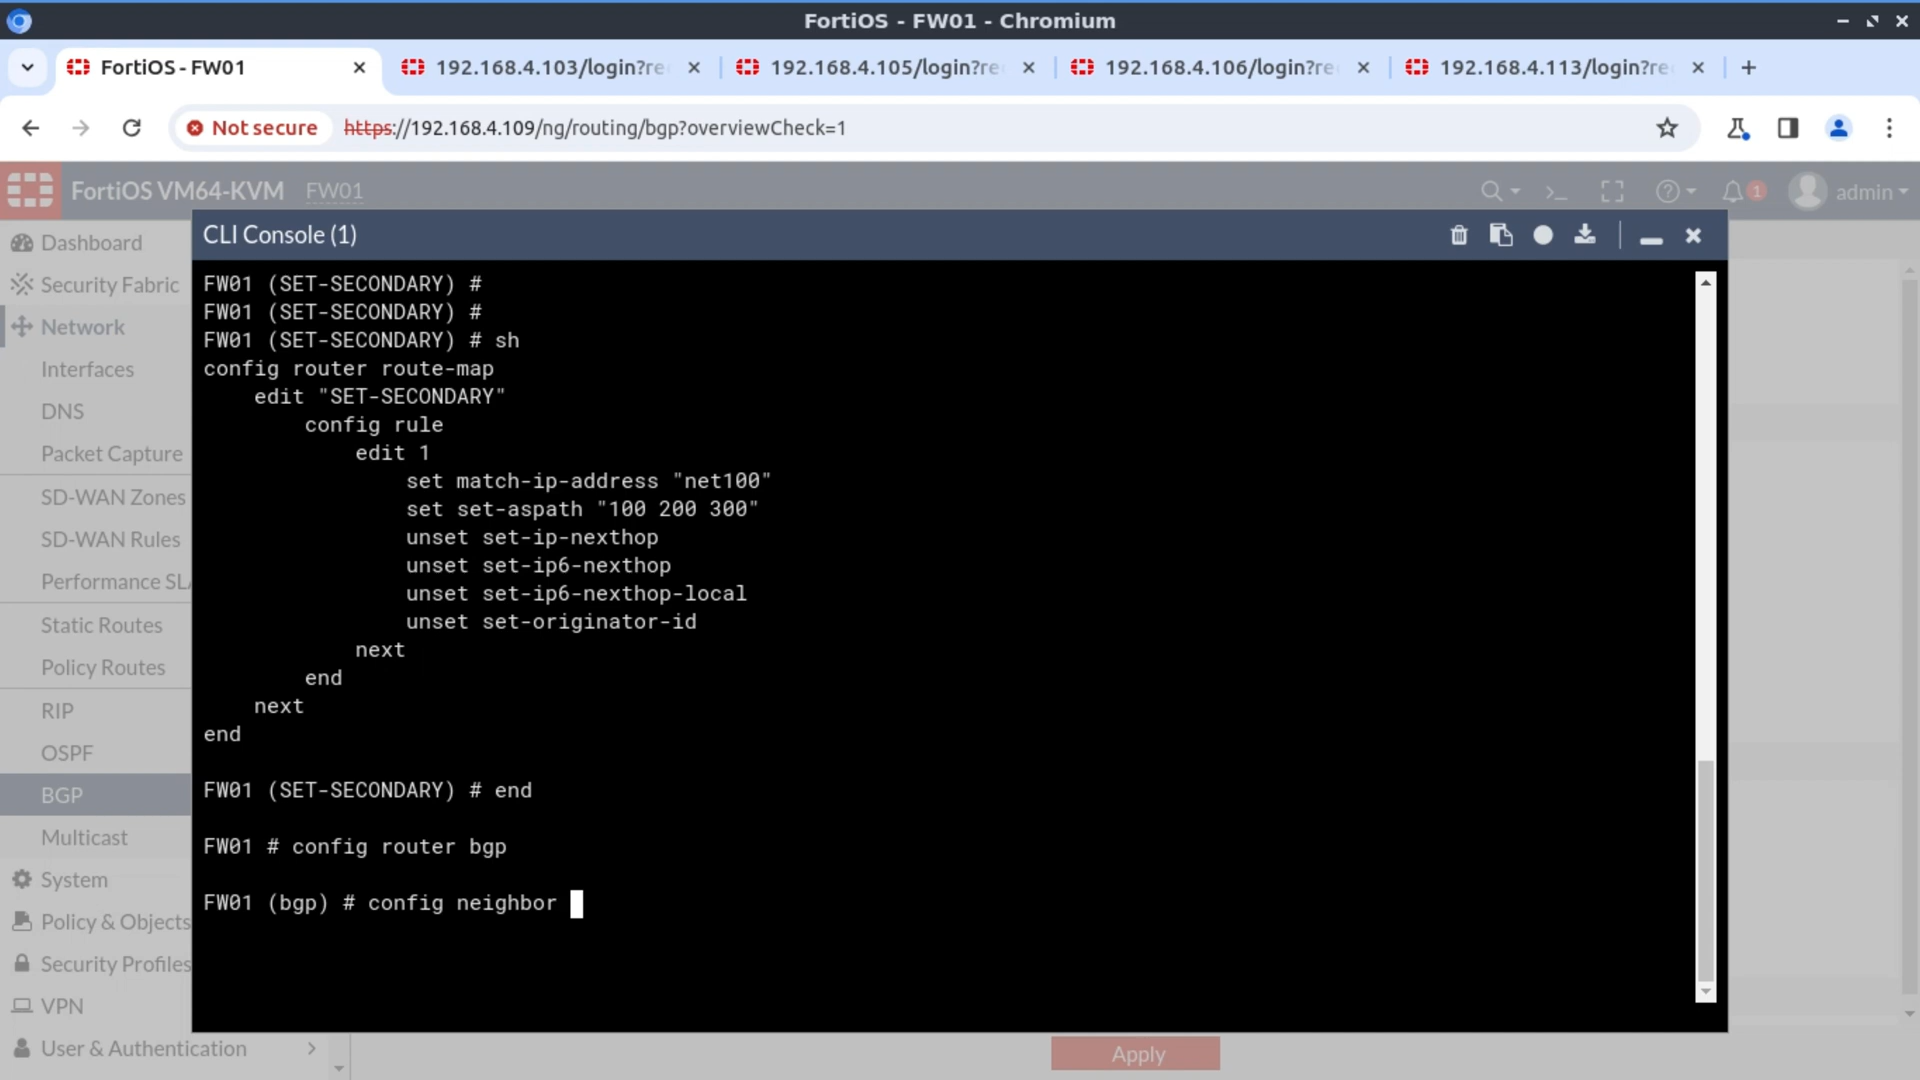 FortiOS - FW01 - Chromium
FortiOS - FW01
192.168.4.103/login?re
192.168.4.105/login?re
192.168.4.106/login?re
192.168.4.113/login?re
Not secure https://192.168.4.109/ng/routing/bgp?overviewCheck=1
FortiOS VM64-KVM FW01
1
admin
Dashboard
Security Fabric
Network
Interfaces
DNS
Packet Capture
SD-WAN Zones
SD-WAN Rules
Performance SL
Static Routes
Policy Routes
RIP
OSPF
BGP
Multicast
System
Policy & Objects
Security Profiles
VPN
User & Authentication
CLI Console (1)
FW01 (SET-SECONDARY) #
FW01 (SET-SECONDARY) #
FW01 (SET-SECONDARY) # sh
config router route-map
edit "SET-SECONDARY"
config rule
edit 1
set match-ip-address "net100"
set set-aspath "100 200 300"
unset set-ip-nexthop
unset set-ip6-nexthop
unset set-ip6-nexthop-local
unset set-originator-id
next
end
next
end
FW01 (SET-SECONDARY) # end
FW01 # config router bgp
FW01 (bgp) # config neighbor
Apply